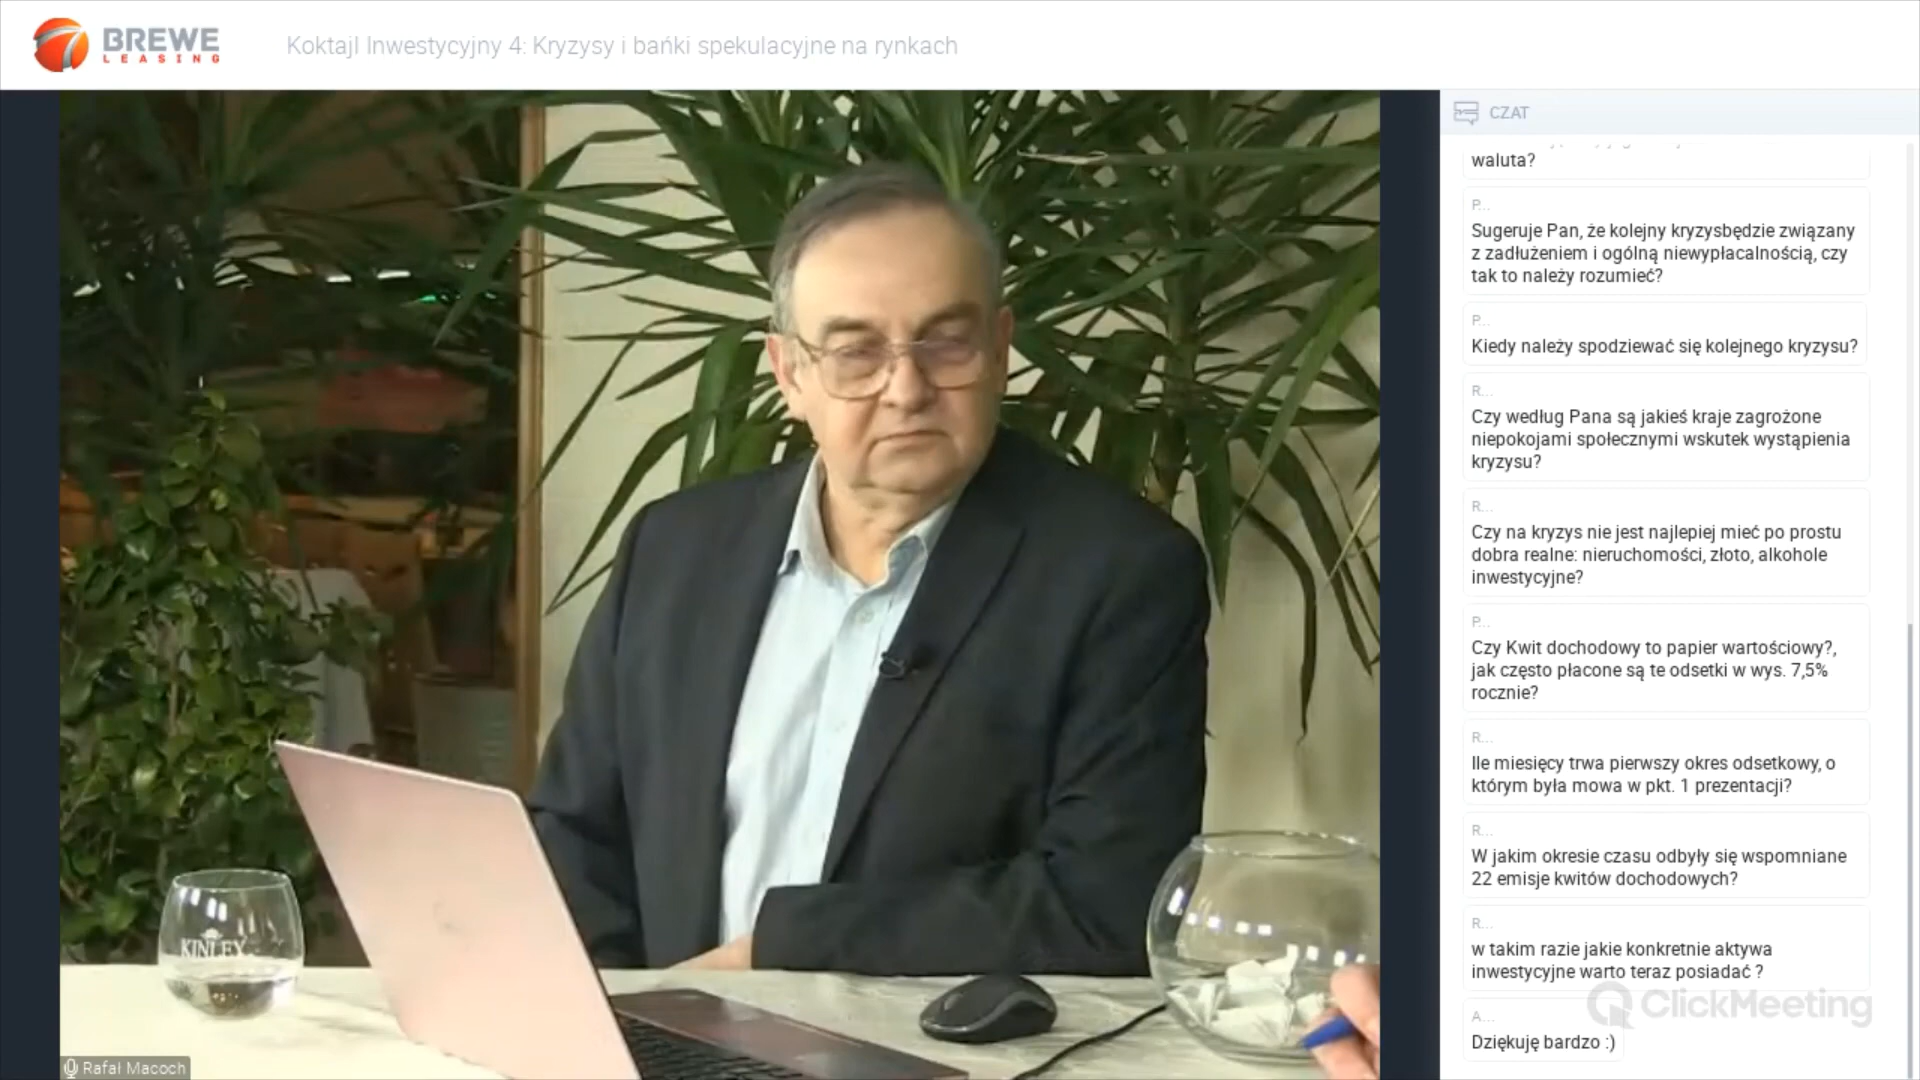 BREWE
LEASING
Koktajl Inwestycyjny 4: Kryzysy i bańki spekulacyjne na rynkach
CZAT
waluta?
P...
Sugeruje Pan, że kolejny kryzysbędzie związany
z zadłużeniem i ogólną niewypłacalnością, czy
tak to należy rozumieć?
P...
Kiedy należy spodziewać się kolejnego kryzysu?
R...
Czy według Pana są jakieś kraje zagrożone
niepokojami społecznymi wskutek wystąpienia
kryzysu?
R...
Czy na kryzys nie jest najlepiej mieć po prostu
dobra realne: nieruchomości, złoto, alkohole
inwestycyjne?
P...
Czy Kwit dochodowy to papier wartościowy?,
jak często płacone są te odsetki w wys. 7,5%
rocznie?
R...
Ile miesięcy trwa pierwszy okres odsetkowy, o
którym była mowa w pkt. 1 prezentacji?
R...
W jakim okresie czasu odbyły się wspomniane
22 emisje kwitów dochodowych?
R...
w takim razie jakie konkretnie aktywa
inwestycyjne warto teraz posiadać ?
A...
Dziękuję bardzo :)
ClickMeeting
KINLEY
Rafał Macoch